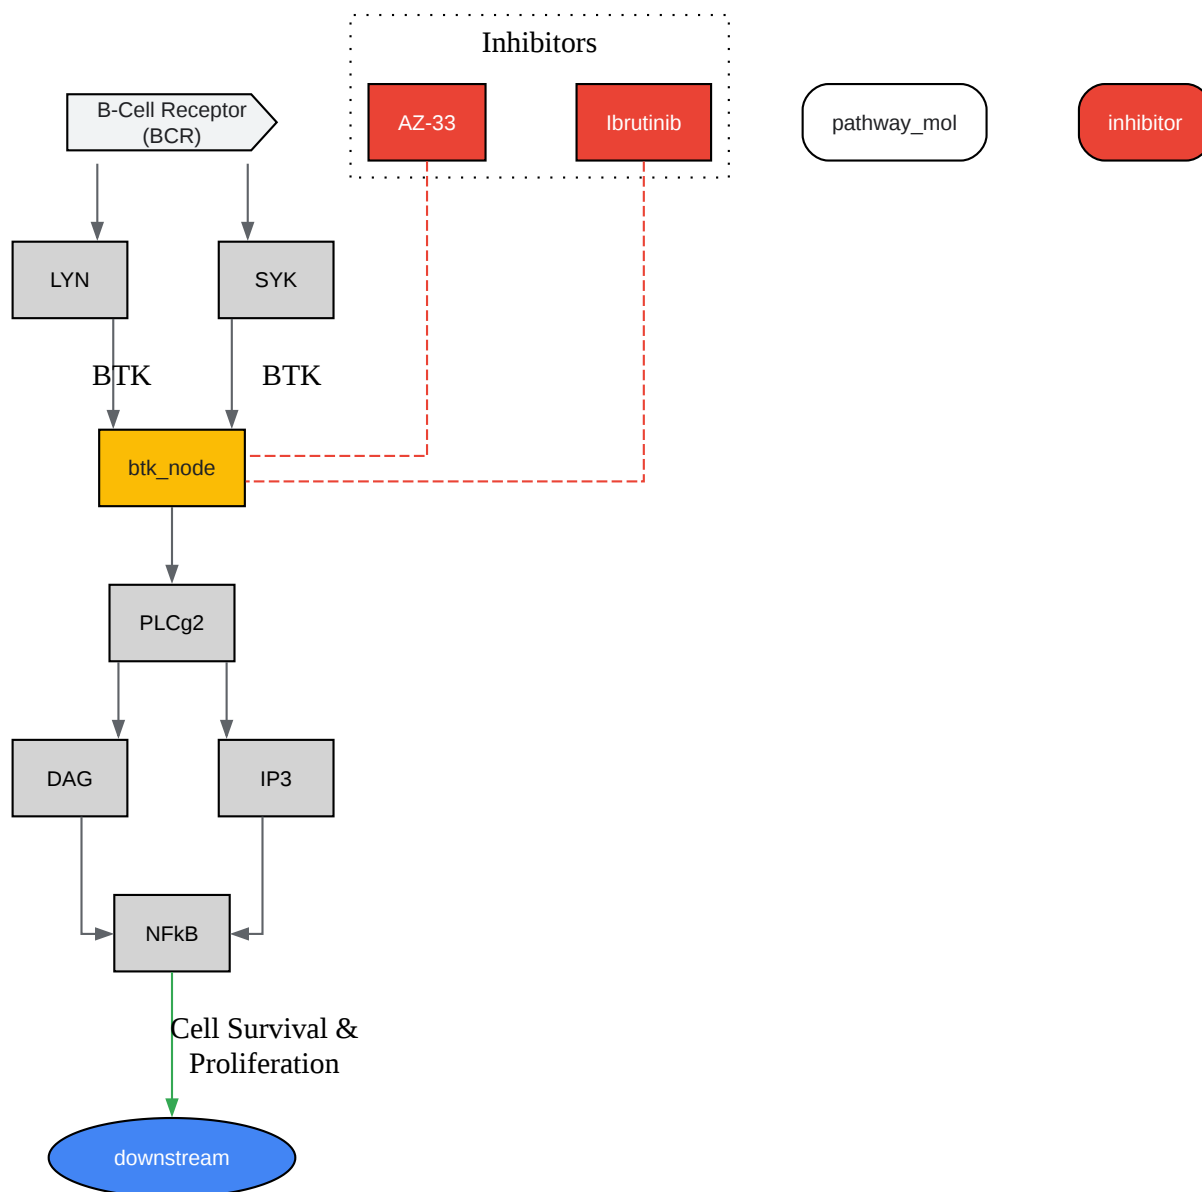 Inhibitors
B-Cell Receptor
(BCR)
AZ-33
Ibrutinib
pathway_mol
inhibitor
LYN
SYK
BTK
BTK
btk_node
PLCg2
DAG
IP3
NFkB
Cell Survival &
Proliferation
downstream